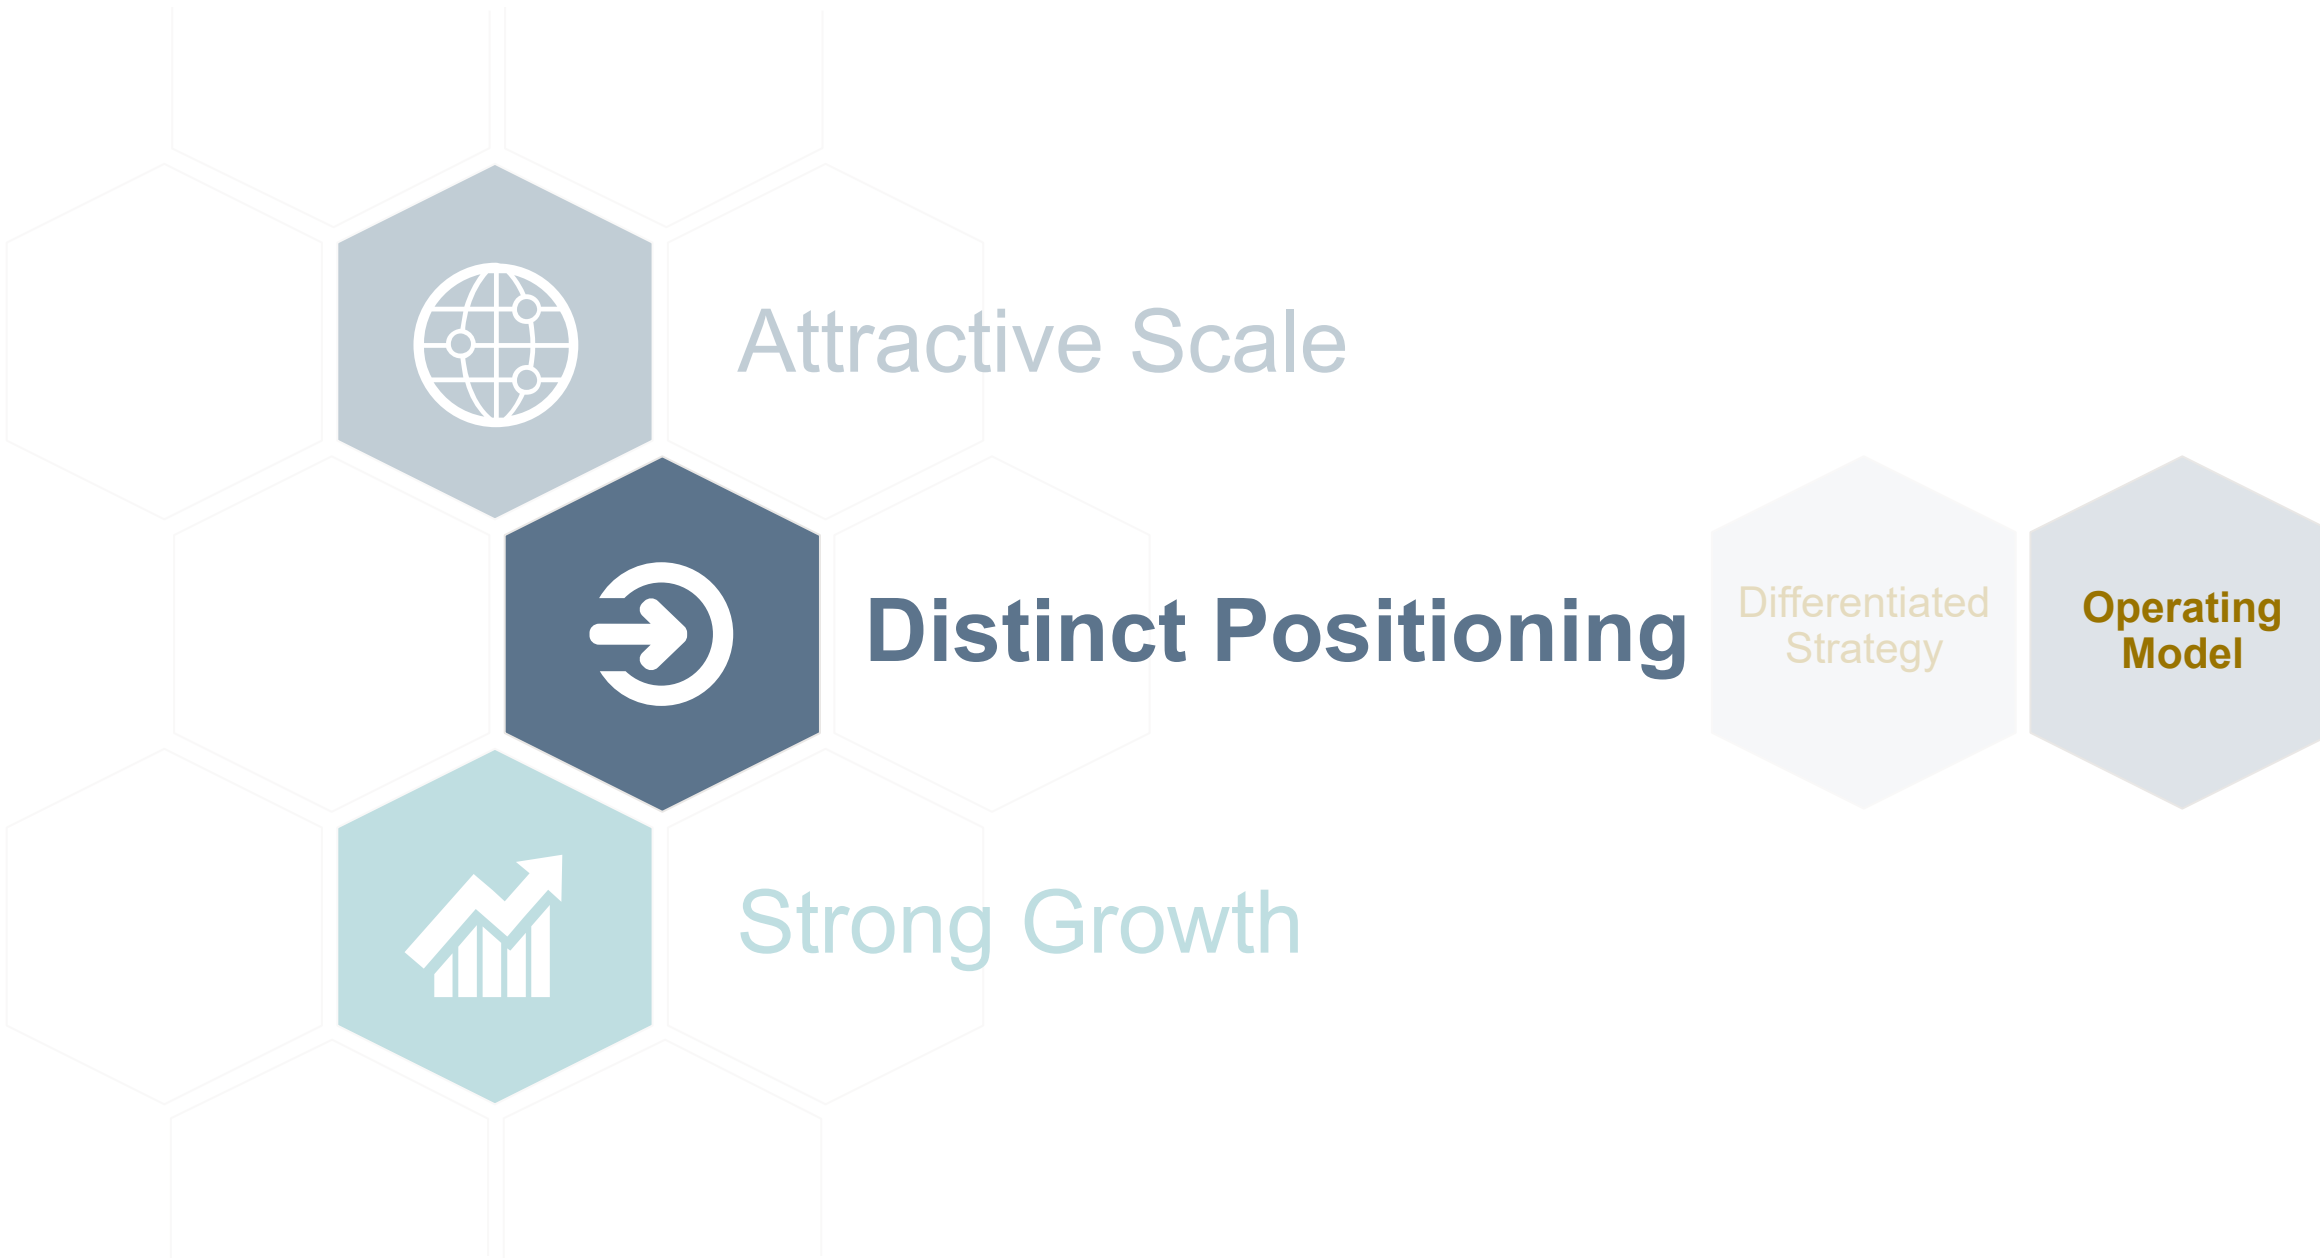 Attractive Scale
Distinct Positioning
Differentiated
Strategy
Operating
Model
Strong Growth